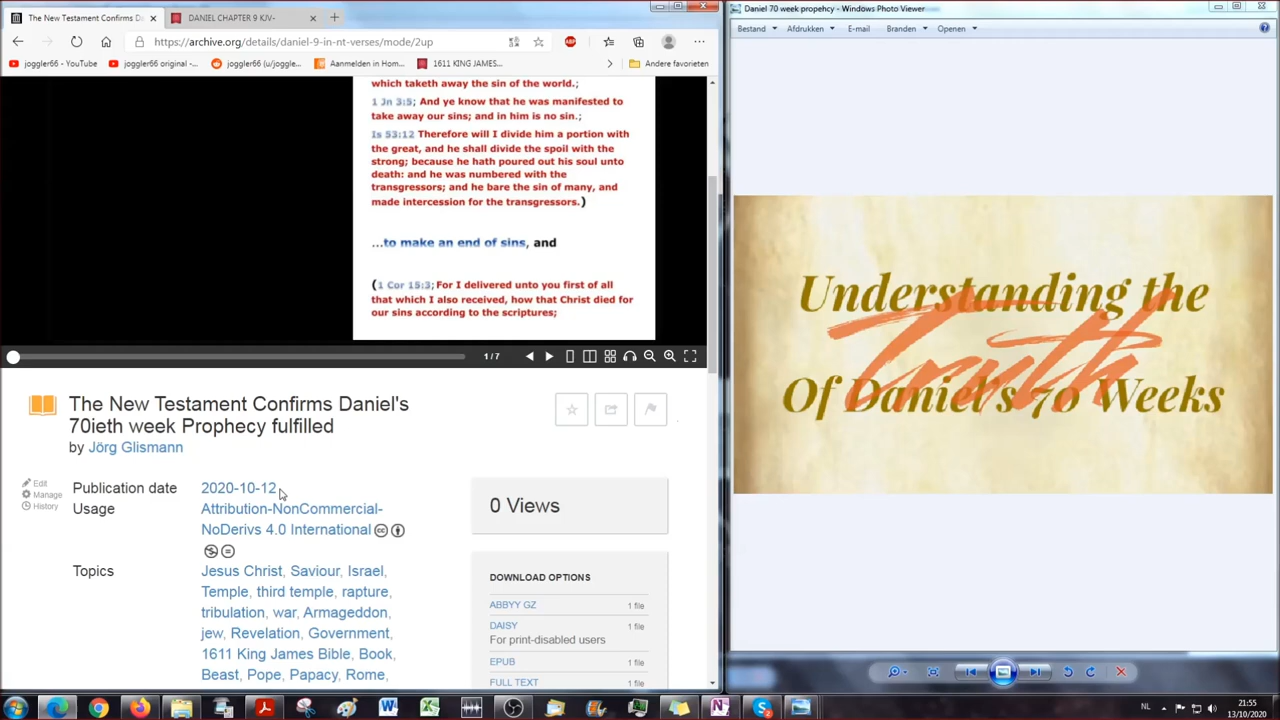 The New Testament Confirms D
DANIEL CHAPTER 9 KJV-
https://archive.org/details/daniel-9-in-nt-verses/mode/2up
joggler66 - YouTube
joggler66 original -...
joggler66 (u/joggle...
Aanmelden in Hom...
1611 KING JAMES...
Andere favorieten
which taketh away the sin of the world.;
1 Jn 3:5; And ye know that he was manifested to
take away our sins; and in him is no sin.;
Is 53:12 Therefore will I divide him a portion with
the great, and he shall divide the spoil with the
strong; because he hath poured out his soul unto
death: and he was numbered with the
transgressors; and he bare the sin of many, and
made intercession for the transgressors.)
...to make an end of sins, and
(1 Cor 15:3; For I delivered unto you first of all
that which I also received, how that Christ died for
our sins according to the scriptures;
1/7
The New Testament Confirms Daniel's
70ieth week Prophecy fulfilled
by Jörg Glismann
Edit
Manage
History
Publication date 2020-10-12
Usage Attribution-NonCommercial-
NoDerivs 4.0 International
Topics Jesus Christ, Saviour, Israel,
Temple, third temple, rapture,
tribulation, war, Armageddon,
jew, Revelation, Government,
1611 King James Bible, Book,
Beast, Pope, Papacy, Rome,
0 Views
DOWNLOAD OPTIONS
ABBYY GZ 1 file
DAISY 1 file
For print-disabled users
EPUB 1 file
FULL TEXT 1 file
Daniel 70 week propehcy - Windows Photo Viewer
Bestand
Afdrukken
E-mail
Branden
Openen
Understanding the
Truth
Of Daniel's 70 Weeks
NL
21:55
13/10/2020